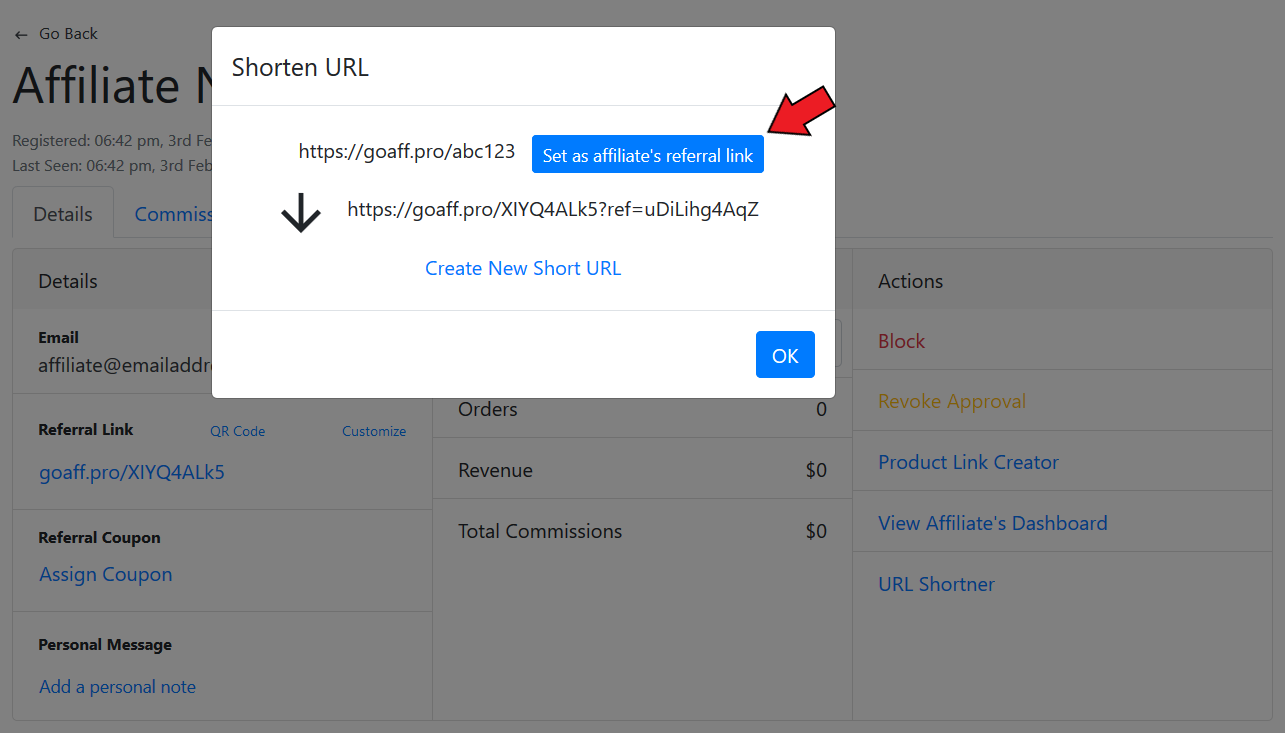 ← Go Back
Affiliate
Registered: 06:42 pm, 3rd Fe
Last Seen: 06:42 pm, 3rd Feb
Details
Commiss
Shorten URL
https://goaff.pro/abc123
Set as affiliate's referral link
https://goaff.pro/XIYQ4ALk5?ref=uDiLihg4AqZ
Create New Short URL
OK
Details
Email
affiliate@emailaddr
Referral Link QR Code Customize
goaff.pro/XIYQ4ALk5
Referral Coupon
Assign Coupon
Personal Message
Add a personal note
Orders 0
Revenue $0
Total Commissions $0
Actions
Block
Revoke Approval
Product Link Creator
View Affiliate's Dashboard
URL Shortner